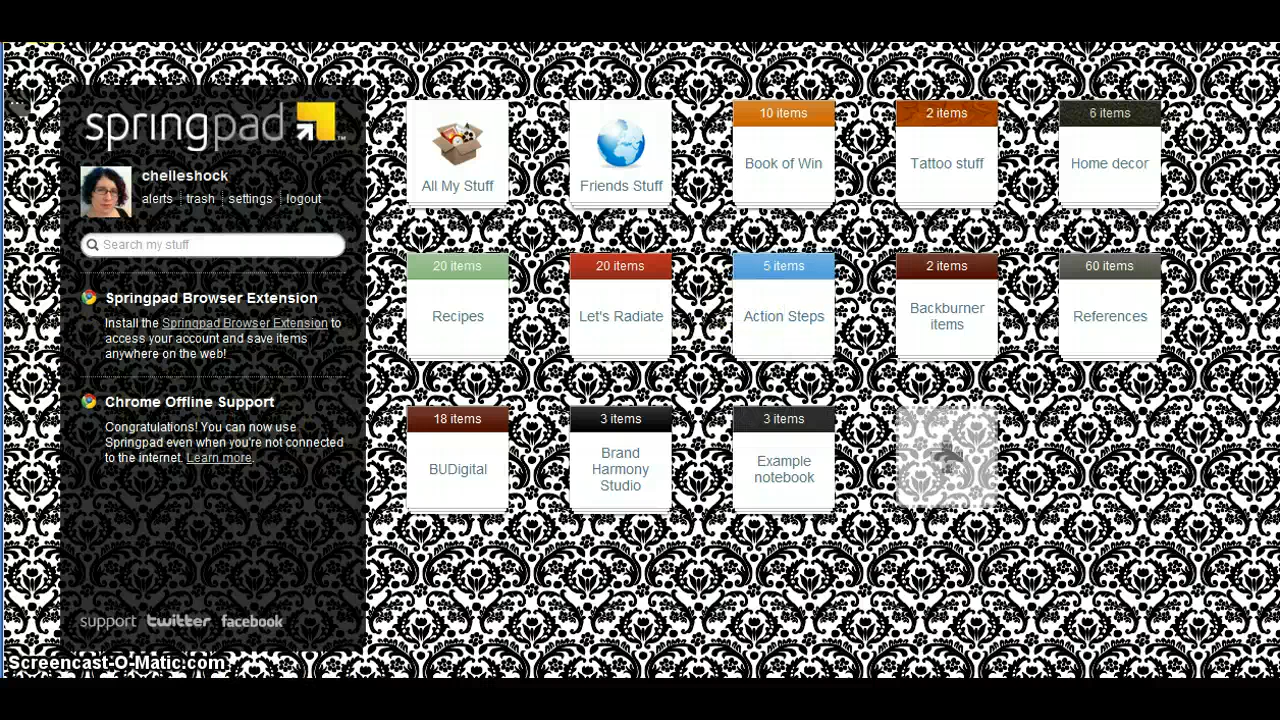 springpad
chelleshock
alerts trash settings logout
Search my stuff
Springpad Browser Extension
Install the Springpad Browser Extension to
access your account and save items
anywhere on the web!
Chrome Offline Support
Congratulations! You can now use
Springpad even when you're not connected
to the internet. Learn more.
support twitter facebook
All My Stuff
Friends Stuff
10 items
Book of Win
2 items
Tattoo stuff
6 items
Home decor
20 items
Recipes
20 items
Let's Radiate
5 items
Action Steps
2 items
Backburner
items
60 items
References
18 items
BUDigital
3 items
Brand
Harmony
Studio
3 items
Example
notebook
Screencast-O-Matic.com